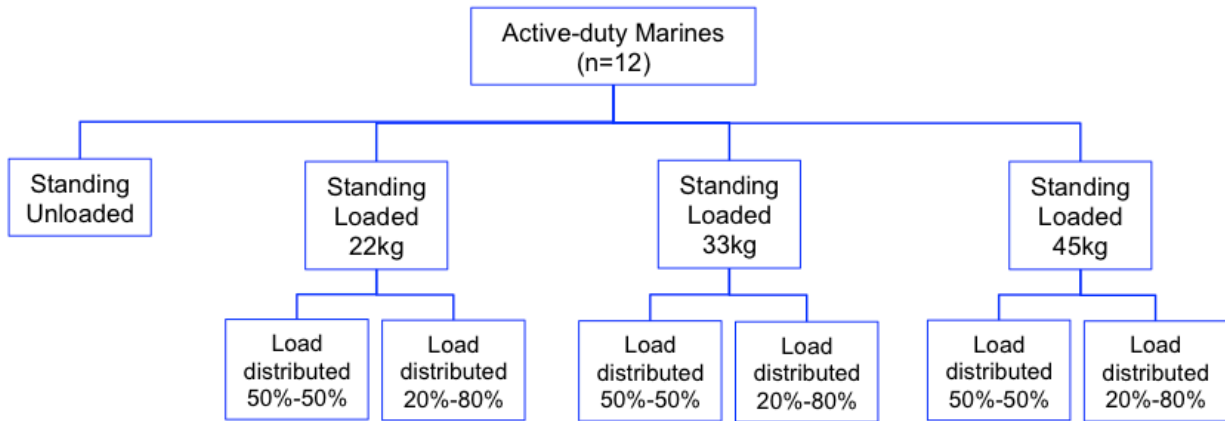 Active-duty Marines
(n=12)
Standing
Unloaded
Standing
Loaded
22kg
Standing
Loaded
33kg
Standing
Loaded
45kg
Load
distributed
50%-50%
Load
distributed
20%-80%
Load
distributed
50%-50%
Load
distributed
20%-80%
Load
distributed
50%-50%
Load
distributed
20%-80%